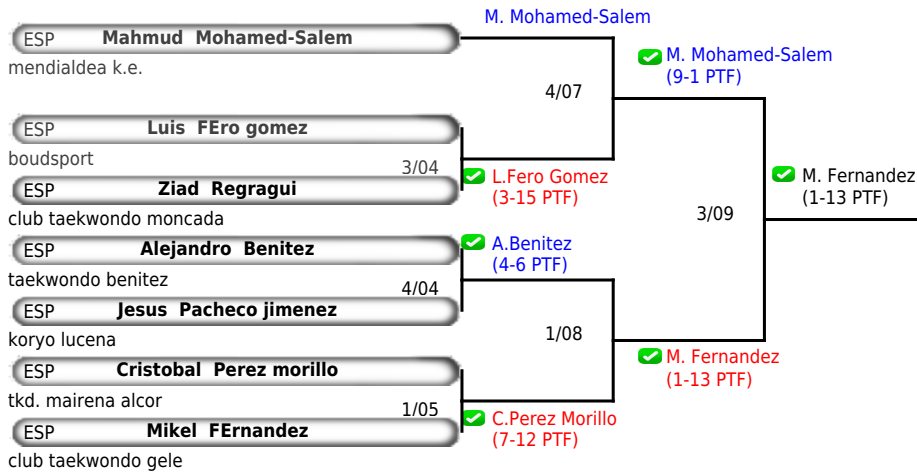 M. Mohamed-Salem
ESP Mahmud Mohamed-Salem
mendialdea k.e.
M. Mohamed-Salem
(9-1 PTF)
4/07
ESP Luis FEro gomez
boudsport
3/04
L.Fero Gomez
(3-15 PTF)
ESP Ziad Regragui
club taekwondo moncada
M. Fernandez
(1-13 PTF)
3/09
ESP Alejandro Benitez
taekwondo benitez
A.Benitez
(4-6 PTF)
4/04
ESP Jesus Pacheco jimenez
koryo lucena
1/08
M. Fernandez
(1-13 PTF)
ESP Cristobal Perez morillo
tkd. mairena alcor
1/05
C.Perez Morillo
(7-12 PTF)
ESP Mikel FErnandez
club taekwondo gele